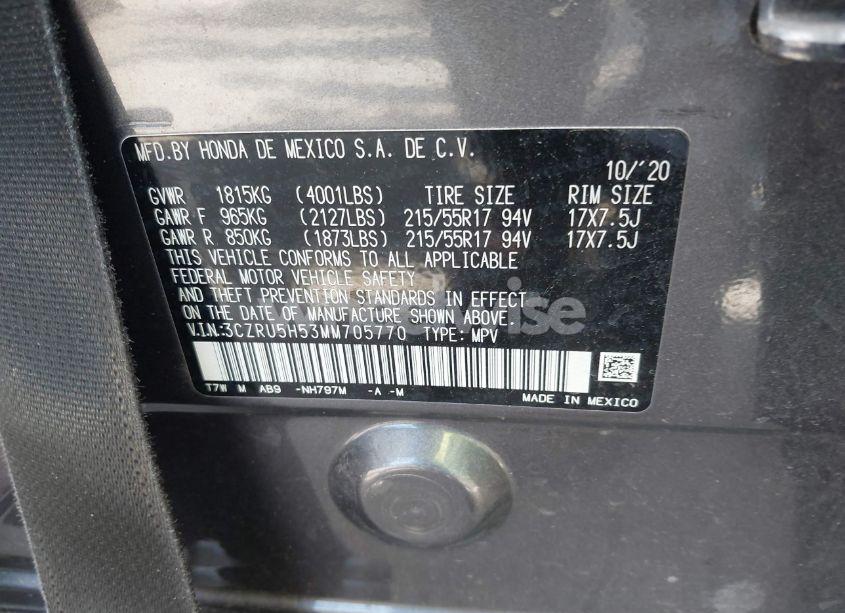 MFD.BY HONDA DE MEXICO S.A. DE C.V.
10/'20
GVWR 1815KG (4001LBS) TIRE SIZE RIM SIZE
GAWR F 965KG (2127LBS) 215/55R17 94V 17X7.5J
GAWR R 850KG (1873LBS) 215/55R17 94V 17X7.5J
THIS VEHICLE CONFORMS TO ALL APPLICABLE
FEDERAL MOTOR VEHICLE SAFETY
AND THEFT PREVENTION STANDARDS IN EFFECT
ON THE DATE OF MANUFACTURE SHOWN ABOVE.
V.I.N.:3CZRU5H53MM705770 TYPE: MPV
T7W M AB9 -NH797M -A -M
MADE IN MEXICO